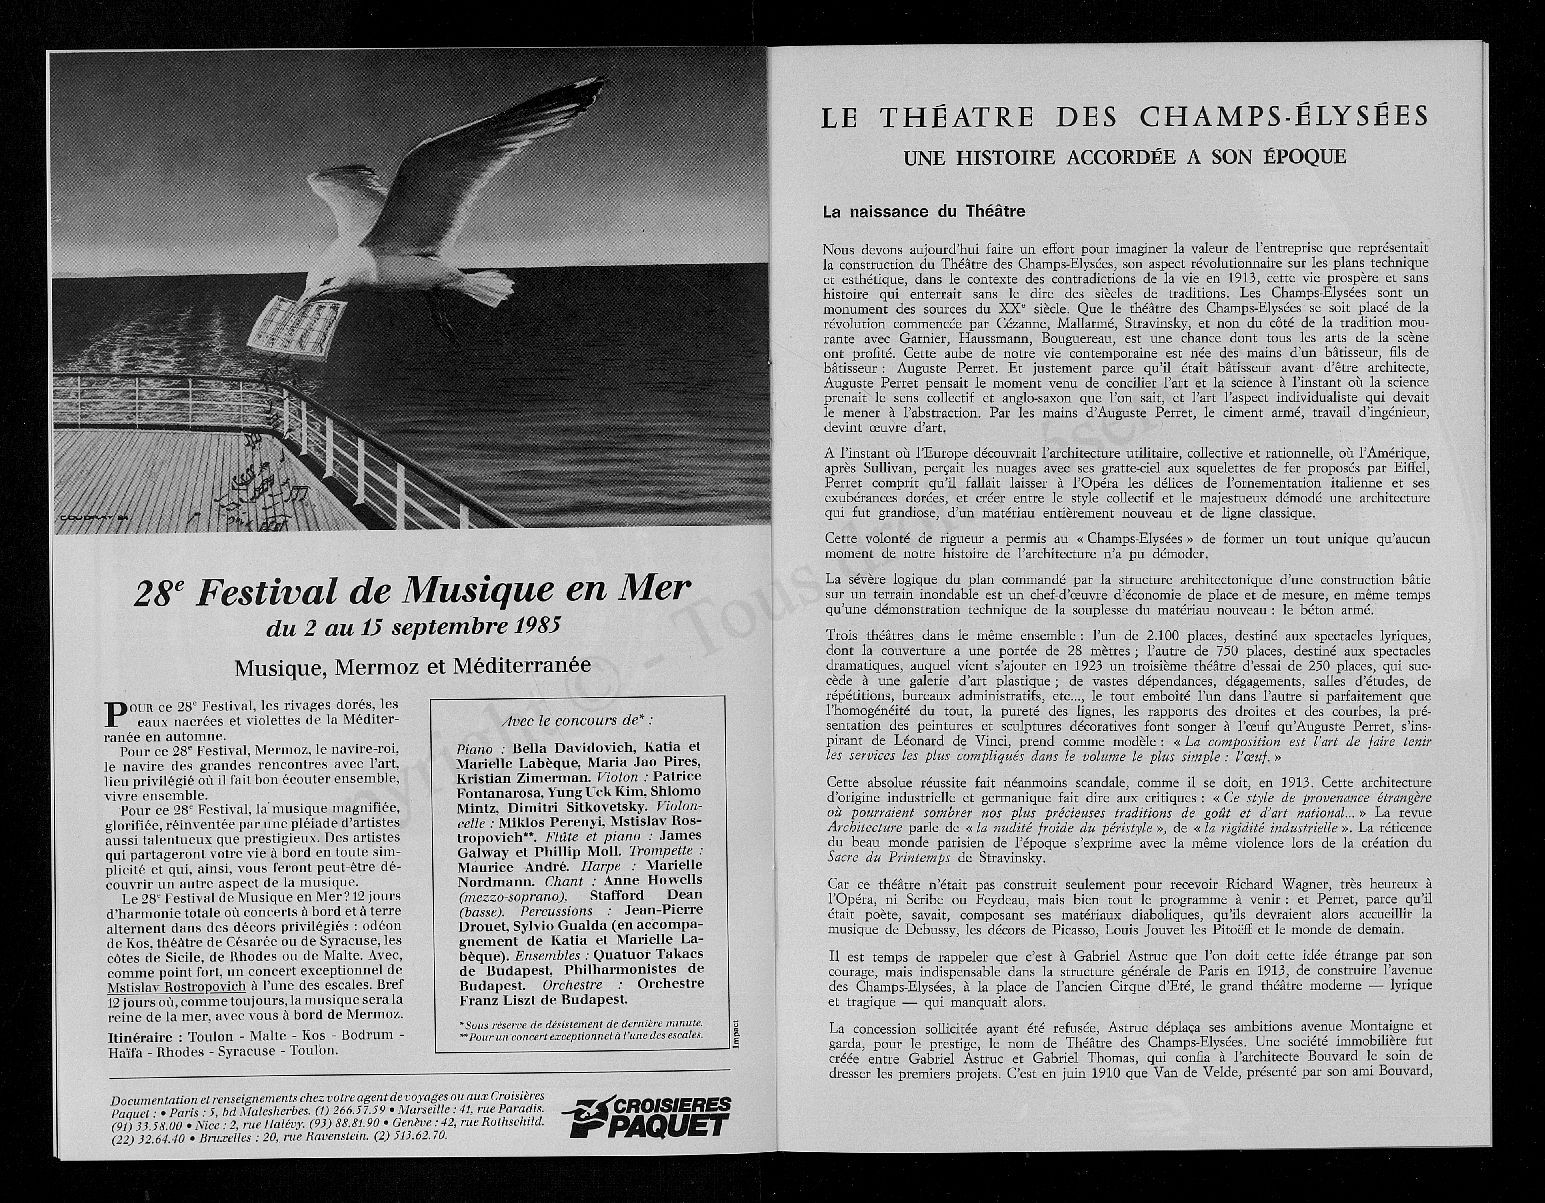 COUDRAY 84
28e Festival de Musique en Mer
du 2 au 15 septembre 1985
Musique, Mermoz et Méditerranée
POUR ce 28e Festival, les rivages dorés, les
eaux nacrées et violettes de la Méditer-
ranée en automne.
Pour ce 28e Festival, Mermoz, le navire-roi,
le navire des grandes rencontres avec l'art,
lieu privilégié où il fait bon écouter ensemble,
vivre ensemble.
Pour ce 28e Festival, la musique magnifiée,
glorifiée, réinventée par une pléiade d'artistes
aussi talentueux que prestigieux. Des artistes
qui partageront votre vie à bord en toute sim-
plicité et qui, ainsi, vous feront peut-être dé-
couvrir un autre aspect de la musique.
Le 28e Festival de Musique en Mer? 12 jours
d'harmonie totale où concerts à bord et à terre
alternent dans des décors privilégiés : odéon
de Kos, théâtre de Césarée ou de Syracuse, les
côtes de Sicile, de Rhodes ou de Malte. Avec,
comme point fort, un concert exceptionnel de
Mstislav Rostropovich à l'une des escales. Bref
12 jours où, comme toujours, la musique sera la
reine de la mer, avec vous à bord de Mermoz.
Itinéraire : Toulon - Malte - Kos - Bodrum -
Haïfa - Rhodes - Syracuse - Toulon.
Avec le concours de* :
Piano : Bella Davidovich, Katia et
Marielle Labèque, Maria Jao Pires,
Kristian Zimerman. Violon : Patrice
Fontanarosa, Yung Uck Kim, Shlomo
Mintz, Dimitri Sitkovetsky. Violon-
celle : Miklos Perenyi, Mstislav Ros-
tropovich**. Flûte et piano : James
Galway et Phillip Moll. Trompette :
Maurice André. Harpe : Marielle
Nordmann. Chant : Anne Howells
(mezzo-soprano). Stafford Dean
(basse). Percussions : Jean-Pierre
Drouet, Sylvio Gualda (en accompa-
gnement de Katia et Marielle La-
bèque). Ensembles : Quatuor Takacs
de Budapest, Philharmonistes de
Budapest. Orchestre : Orchestre
Franz Liszt de Budapest.
*Sous réserve de désistement de dernière minute.
**Pour un concert exceptionnel à l'une des escales.
Impact
Documentation et renseignements chez votre agent de voyages ou aux Croisières
Paquet : • Paris : 5, bd Malesherbes. (1) 266.57.59 • Marseille : 41, rue Paradis.
(91) 33.58.00 • Nice : 2, rue Halévy. (93) 88.81.90 • Genève : 42, rue Rothschild.
(22) 32.64.40 • Bruxelles : 20, rue Ravenstein. (2) 513.62.70.
CROISIERES
PAQUET
LE THÉATRE DES CHAMPS-ÉLYSÉES
UNE HISTOIRE ACCORDÉE A SON ÉPOQUE
La naissance du Théâtre
Nous devons aujourd'hui faire un effort pour imaginer la valeur de l'entreprise que représentait
la construction du Théâtre des Champs-Elysées, son aspect révolutionnaire sur les plans technique
et esthétique, dans le contexte des contradictions de la vie en 1913, cette vie prospère et sans
histoire qui enterrait sans le dire des siècles de traditions. Les Champs-Elysées sont un
monument des sources du XXe siècle. Que le théâtre des Champs-Elysées se soit placé de la
révolution commencée par Cézanne, Mallarmé, Stravinsky, et non du côté de la tradition mou-
rante avec Garnier, Haussmann, Bouguereau, est une chance dont tous les arts de la scène
ont profité. Cette aube de notre vie contemporaine est née des mains d'un bâtisseur, fils de
bâtisseur : Auguste Perret. Et justement parce qu'il était bâtisseur avant d'être architecte,
Auguste Perret pensait le moment venu de concilier l'art et la science à l'instant où la science
prenait le sens collectif et anglo-saxon que l'on sait, et l'art l'aspect individualiste qui devait
le mener à l'abstraction. Par les mains d'Auguste Perret, le ciment armé, travail d'ingénieur,
devint œuvre d'art.
A l'instant où l'Europe découvrait l'architecture utilitaire, collective et rationnelle, où l'Amérique,
après Sullivan, perçait les nuages avec ses gratte-ciel aux squelettes de fer proposés par Eiffel,
Perret comprit qu'il fallait laisser à l'Opéra les délices de l'ornementation italienne et ses
exubérances dorées, et créer entre le style collectif et le majestueux démodé une architecture
qui fut grandiose, d'un matériau entièrement nouveau et de ligne classique.
Cette volonté de rigueur a permis au « Champs-Elysées » de former un tout unique qu'aucun
moment de notre histoire de l'architecture n'a pu démoder.
La sévère logique du plan commandé par la structure architectonique d'une construction bâtie
sur un terrain inondable est un chef-d'œuvre d'économie de place et de mesure, en même temps
qu'une démonstration technique de la souplesse du matériau nouveau : le béton armé.
Trois théâtres dans le même ensemble : l'un de 2.100 places, destiné aux spectacles lyriques,
dont la couverture a une portée de 28 mètres ; l'autre de 750 places, destiné aux spectacles
dramatiques, auquel vient s'ajouter en 1923 un troisième théâtre d'essai de 250 places, qui suc-
cède à une galerie d'art plastique ; de vastes dépendances, dégagements, salles d'études, de
répétitions, bureaux administratifs, etc..., le tout emboité l'un dans l'autre si parfaitement que
l'homogénéité du tout, la pureté des lignes, les rapports des droites et des courbes, la pré-
sentation des peintures et sculptures décoratives font songer à l'œuf qu'Auguste Perret, s'ins-
pirant de Léonard de Vinci, prend comme modèle : « La composition est l'art de faire tenir
les services les plus compliqués dans le volume le plus simple : l'œuf. »
Cette absolue réussite fait néanmoins scandale, comme il se doit, en 1913. Cette architecture
d'origine industrielle et germanique fait dire aux critiques : « Ce style de provenance étrangère
où pourraient sombrer nos plus précieuses traditions de goût et d'art national... » La revue
Architecture parle de « la nudité froide du péristyle », de « la rigidité industrielle ». La réticence
du beau monde parisien de l'époque s'exprime avec la même violence lors de la création du
Sacre du Printemps de Stravinsky.
Car ce théâtre n'était pas construit seulement pour recevoir Richard Wagner, très heureux à
l'Opéra, ni Scribe ou Feydeau, mais bien tout le programme à venir : et Perret, parce qu'il
était poète, savait, composant ses matériaux diaboliques, qu'ils devraient alors accueillir la
musique de Debussy, les décors de Picasso, Louis Jouvet les Pitoëff et le monde de demain.
Il est temps de rappeler que c'est à Gabriel Astruc que l'on doit cette idée étrange par son
courage, mais indispensable dans la structure générale de Paris en 1913, de construire l'avenue
des Champs-Elysées, à la place de l'ancien Cirque d'Eté, le grand théâtre moderne — lyrique
et tragique — qui manquait alors.
La concession sollicitée ayant été refusée, Astruc déplaça ses ambitions avenue Montaigne et
garda, pour le prestige, le nom de Théâtre des Champs-Elysées. Une société immobilière fut
créée entre Gabriel Astruc et Gabriel Thomas, qui confia à l'architecte Bouvard le soin de
dresser les premiers projets. C'est en juin 1910 que Van de Velde, présenté par son ami Bouvard,